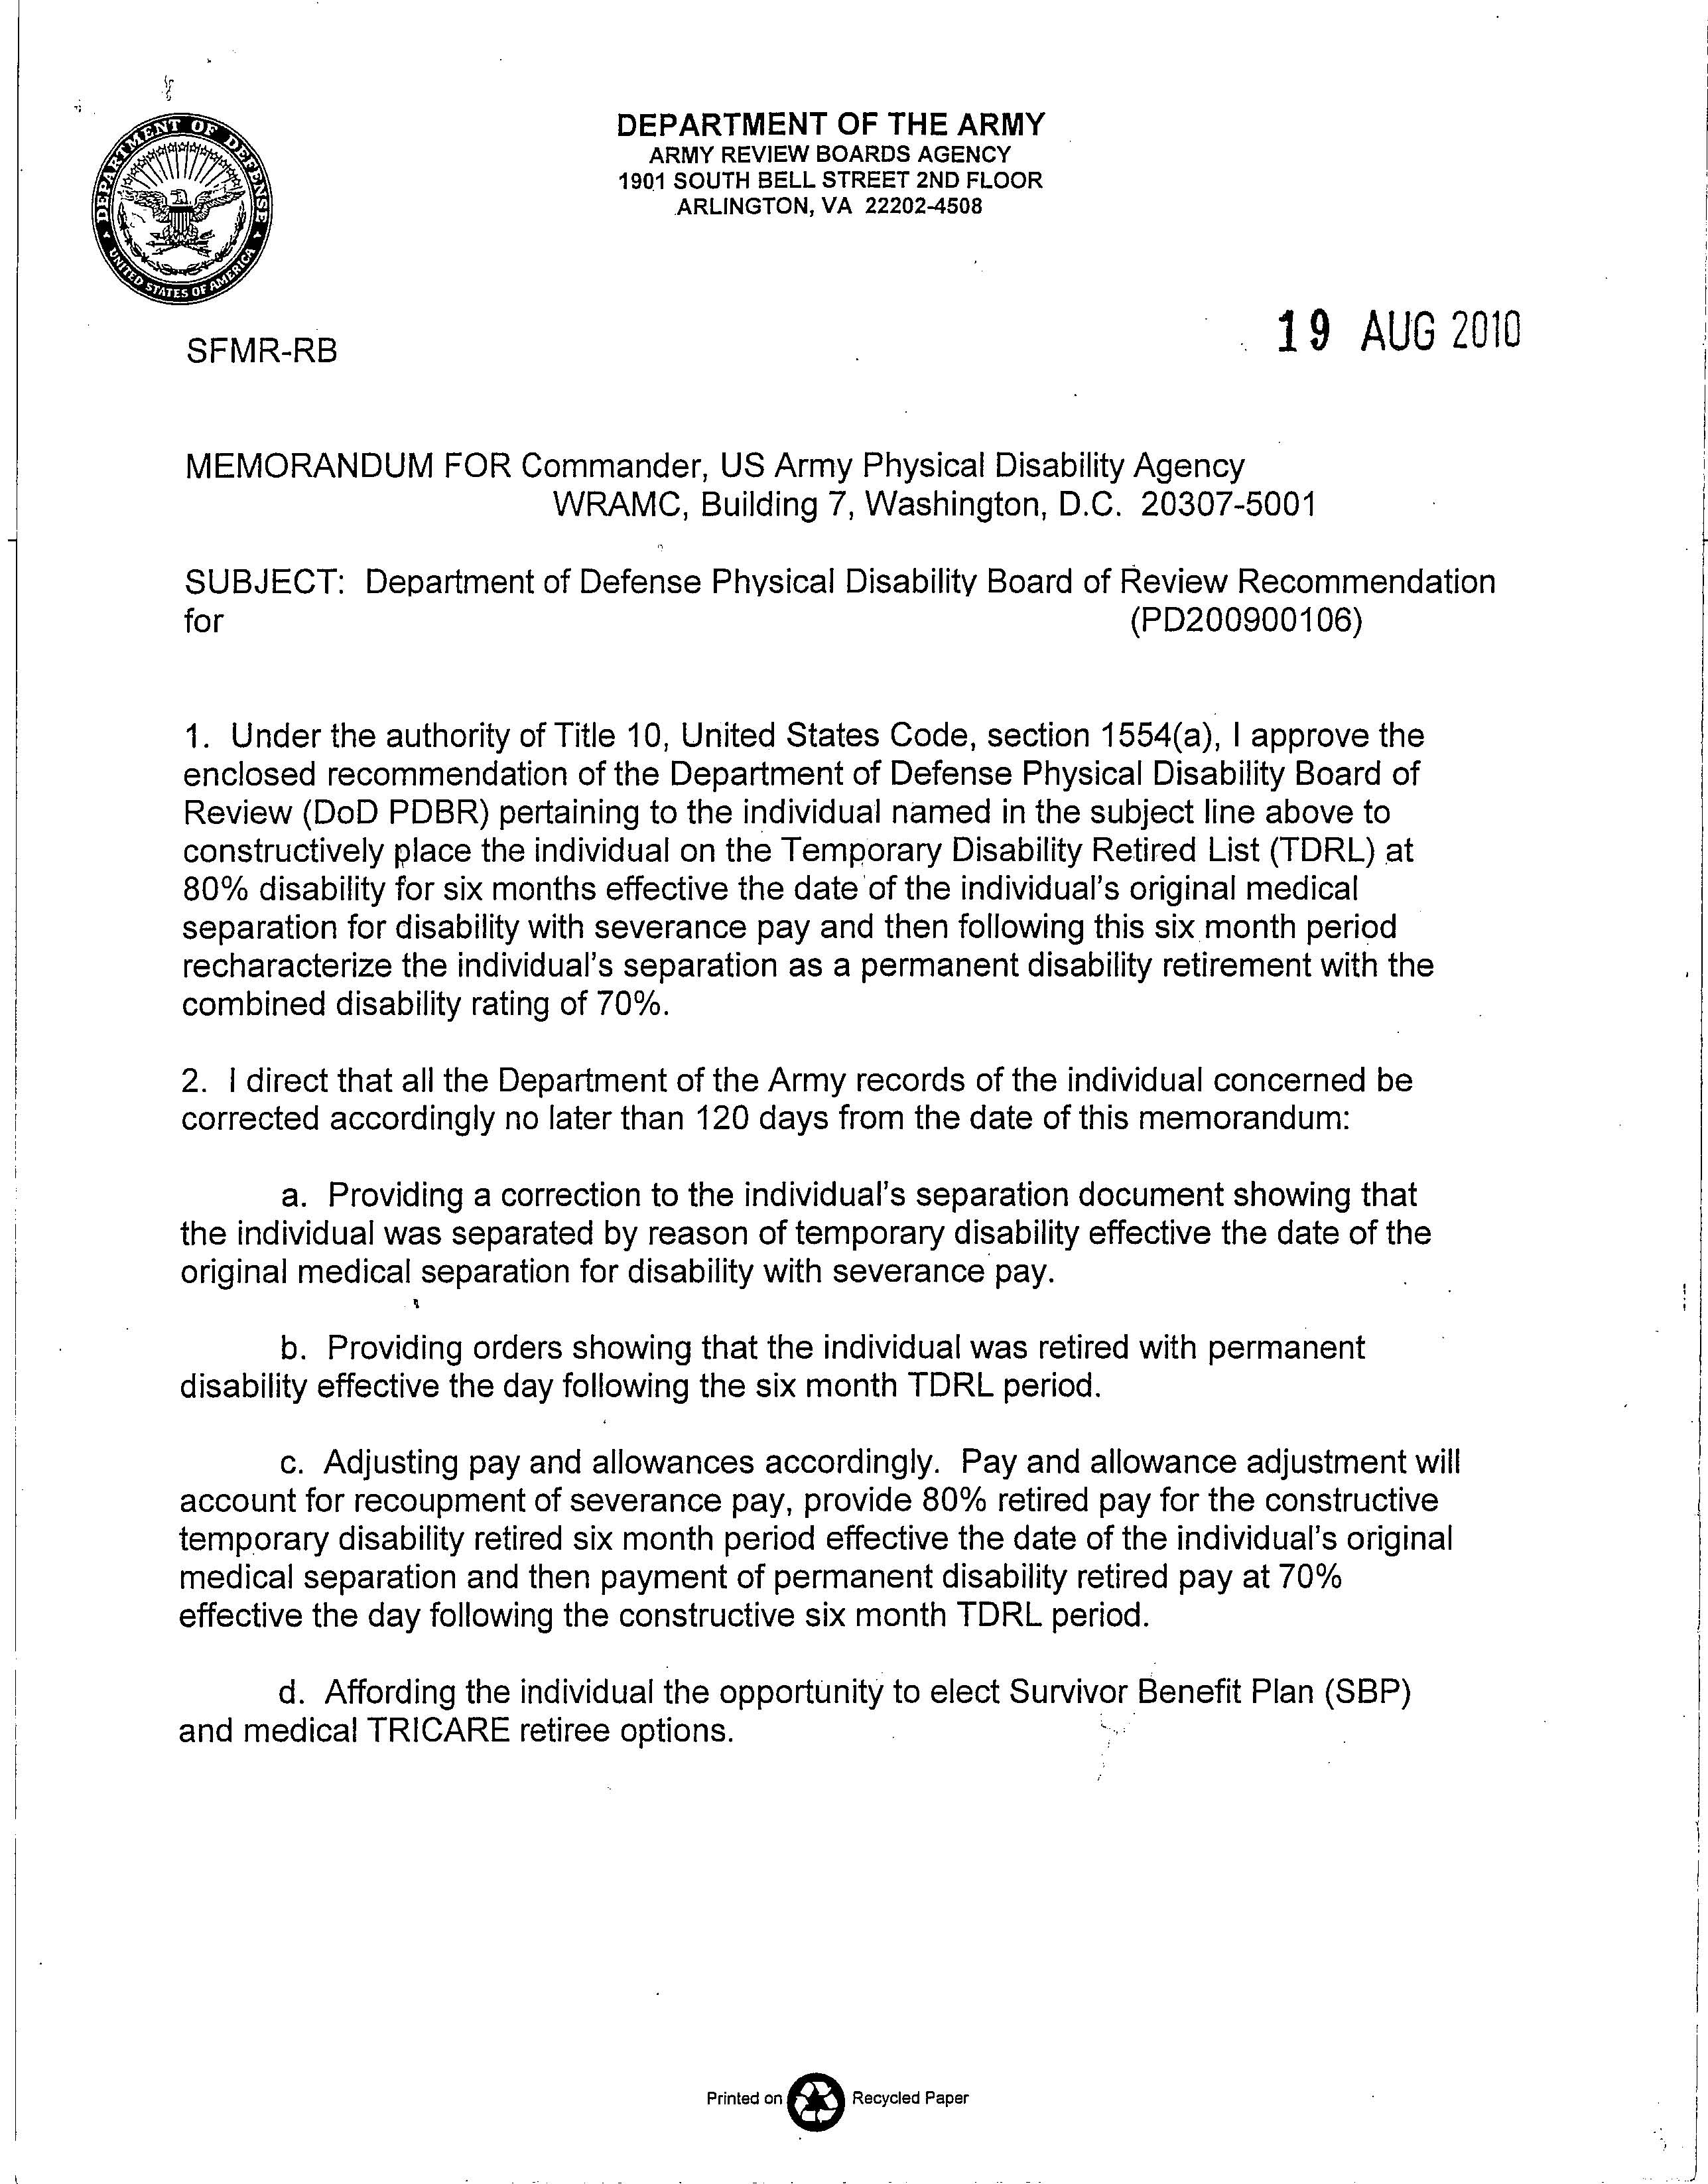 DEPARTMENT OF DEFENSE
UNITED STATES OF AMERICA
DEPARTMENT OF THE ARMY
ARMY REVIEW BOARDS AGENCY
1901 SOUTH BELL STREET 2ND FLOOR
ARLINGTON, VA 22202-4508
SFMR-RB
19 AUG 2010
MEMORANDUM FOR Commander, US Army Physical Disability Agency
WRAMC, Building 7, Washington, D.C. 20307-5001
SUBJECT: Department of Defense Physical Disability Board of Review Recommendation
for (PD200900106)
1. Under the authority of Title 10, United States Code, section 1554(a), I approve the
enclosed recommendation of the Department of Defense Physical Disability Board of
Review (DoD PDBR) pertaining to the individual named in the subject line above to
constructively place the individual on the Temporary Disability Retired List (TDRL) at
80% disability for six months effective the date of the individual's original medical
separation for disability with severance pay and then following this six month period
recharacterize the individual's separation as a permanent disability retirement with the
combined disability rating of 70%.
2. I direct that all the Department of the Army records of the individual concerned be
corrected accordingly no later than 120 days from the date of this memorandum:
a. Providing a correction to the individual's separation document showing that
the individual was separated by reason of temporary disability effective the date of the
original medical separation for disability with severance pay.
b. Providing orders showing that the individual was retired with permanent
disability effective the day following the six month TDRL period.
c. Adjusting pay and allowances accordingly. Pay and allowance adjustment will
account for recoupment of severance pay, provide 80% retired pay for the constructive
temporary disability retired six month period effective the date of the individual's original
medical separation and then payment of permanent disability retired pay at 70%
effective the day following the constructive six month TDRL period.
d. Affording the individual the opportunity to elect Survivor Benefit Plan (SBP)
and medical TRICARE retiree options.
Printed on Recycled Paper